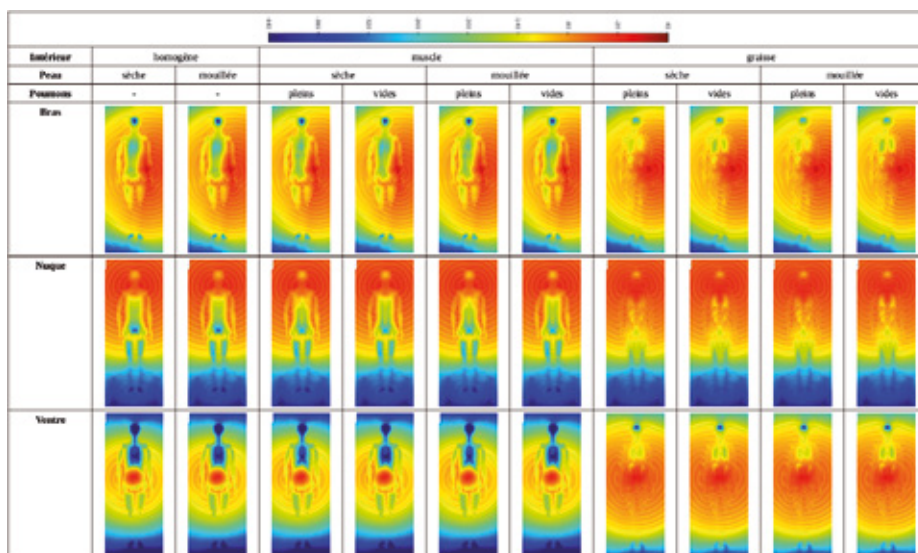 Intérieur homogène muscle graisse
Peau sèche mouillée sèche mouillée sèche mouillée
Poumons - - pleins vides pleins vides pleins vides pleins vides
Bras
Nuque
Ventre